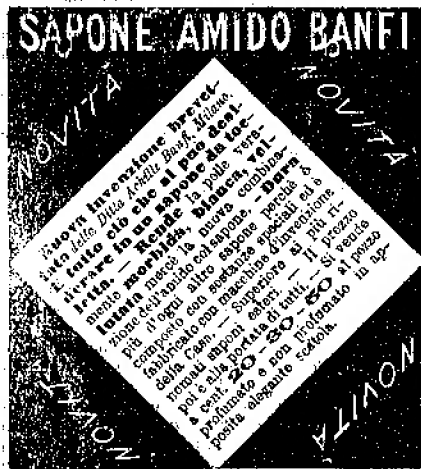 SAPONE AMIDO BANFI
NOVITÀ
NOVITÀ
Nuova invenzione brevet-
tata della Ditta Achille Banfi, Milano.
È tutto ciò che si può desi-
derare in un sapone da toe-
letta. — Rende la pelle vera-
mente morbida, bianca, vel-
lutata mercè la nuova combina-
zione dell'amido col sapone. — Dura
più d'ogni altro sapone perchè è
composto con sostanze speciali ed è
fabbricato con macchine d'invenzione
della Casa — Superiore ai più ri-
nomati saponi esteri. — Il prezzo
poi è alla portata di tutti. — Si vende
a cent. 20-30-50 al pezzo
profumato e non profumato in ap-
posita elegante scatola.
NOVITÀ
NOVITÀ